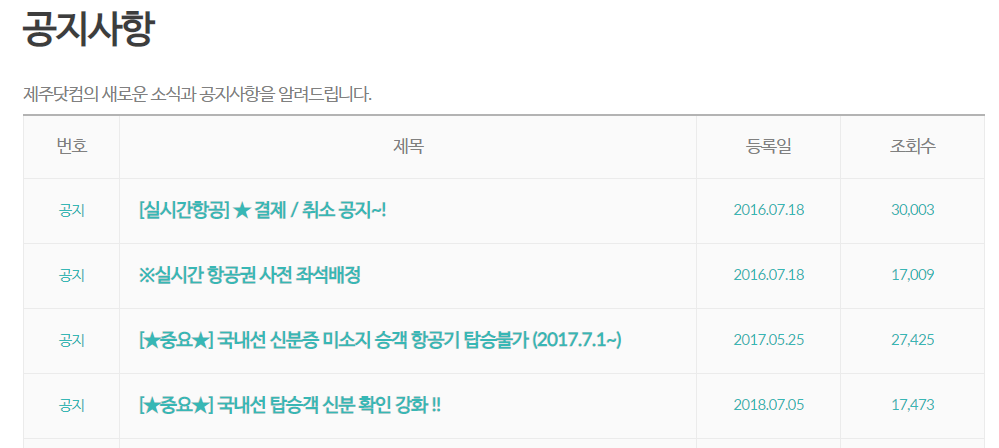 공지사항
제주닷컴의 새로운 소식과 공지사항을 알려드립니다.
번호 제목 등록일 조회수
공지 [실시간항공] ★ 결제 / 취소 공지~! 2016.07.18 30,003
공지 ※실시간 항공권 사전 좌석배정 2016.07.18 17,009
공지 [★중요★] 국내선 신분증 미소지 승객 항공기 탑승불가 (2017.7.1~) 2017.05.25 27,425
공지 [★중요★] 국내선 탑승객 신분 확인 강화 !! 2018.07.05 17,473